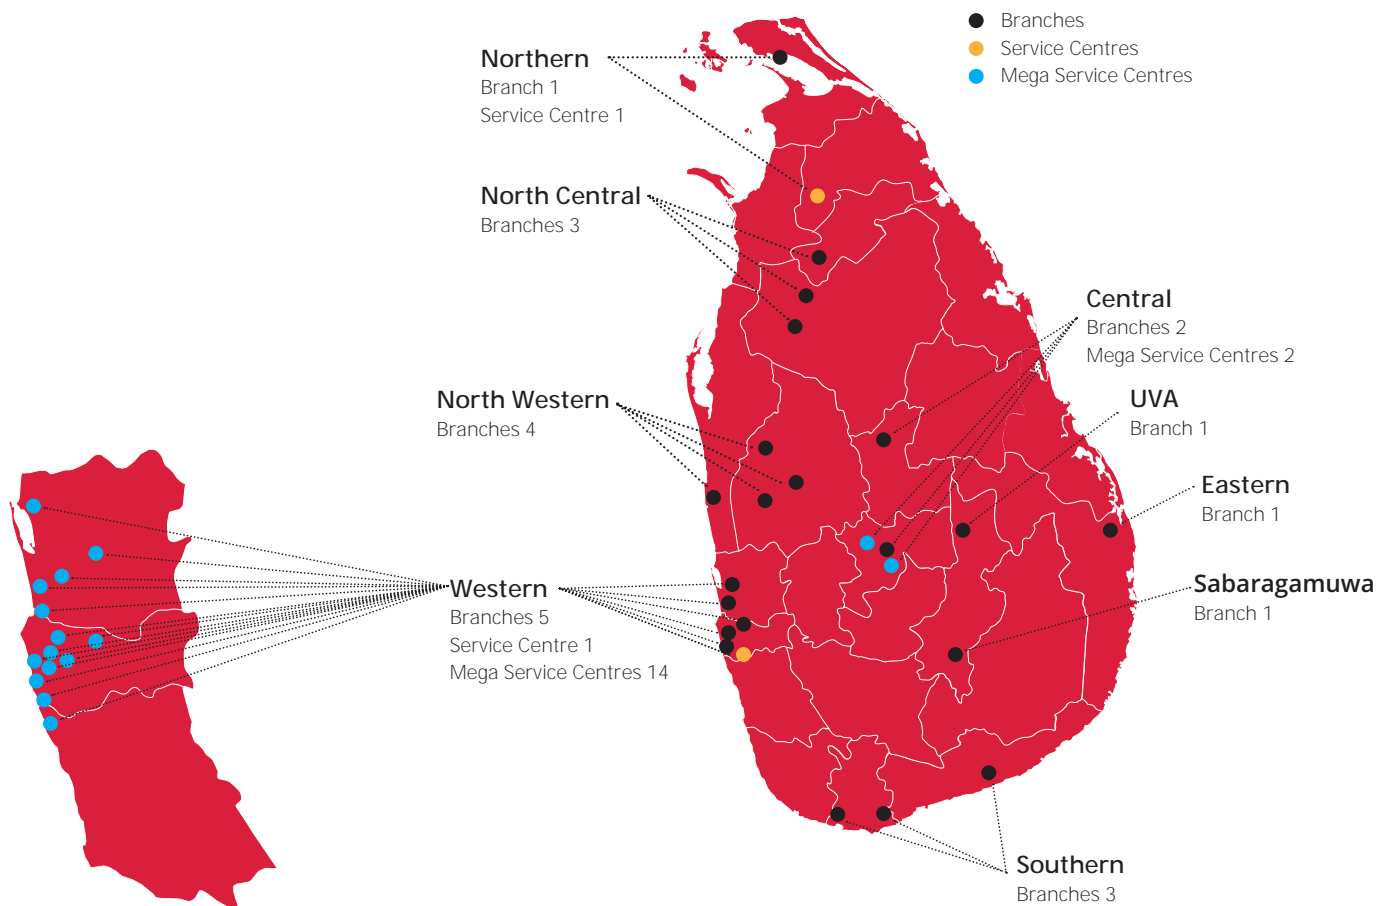 Branches
Service Centres
Mega Service Centres
Northern
Branch 1
Service Centre 1
North Central
Branches 3
Central
Branches 2
Mega Service Centres 2
North Western
Branches 4
UVA
Branch 1
Eastern
Branch 1
Western
Branches 5
Service Centre 1
Mega Service Centres 14
Sabaragamuwa
Branch 1
Southern
Branches 3